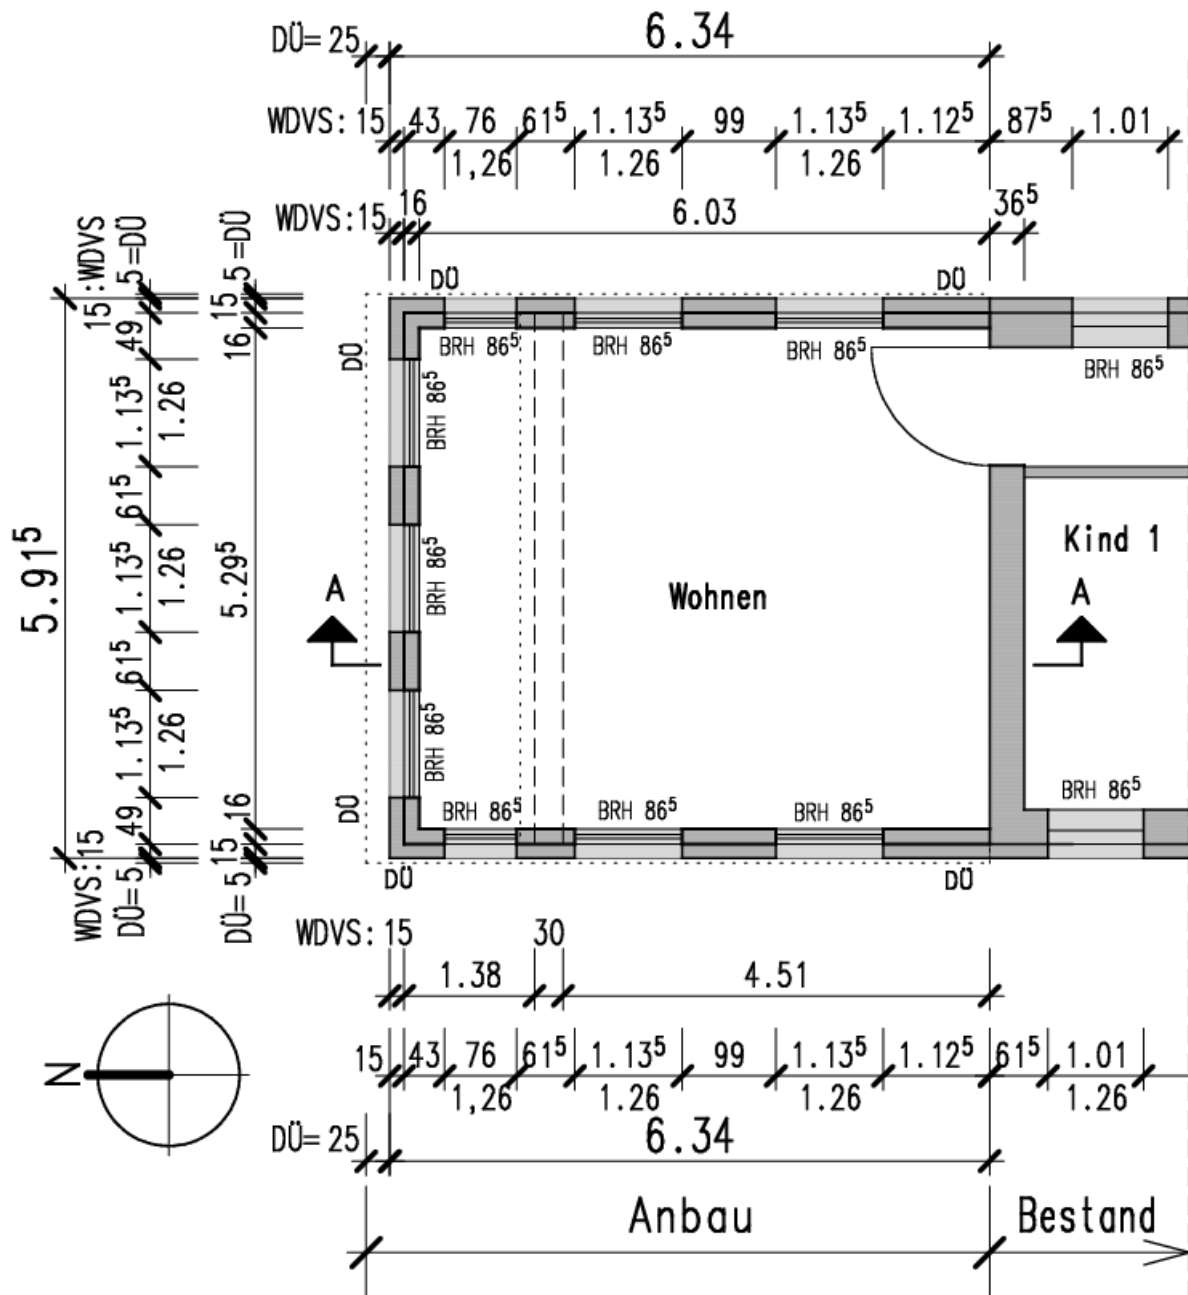 DÜ= 25 6.34
WDVS: 15 43 76 61⁵ 1.13⁵ 99 1.13⁵ 1.12⁵ 87⁵ 1.01
1,26 1.26 1.26
WDVS:15 16 6.03 36⁵
DÜ DÜ
15 :WDVS
5 =DÜ
15 5 =DÜ
49
16
1.13⁵
1.26
61⁵
1.13⁵
1.26
61⁵
1.13⁵
1.26
49
16
5.91⁵
5.29⁵
WDVS: 15
DÜ= 5
DÜ= 5 15
DÜ
BRH 86⁵ BRH 86⁵ BRH 86⁵ BRH 86⁵
BRH 86⁵
BRH 86⁵
BRH 86⁵
Kind 1
Wohnen
A A
DÜ
BRH 86⁵ BRH 86⁵ BRH 86⁵ BRH 86⁵
DÜ DÜ
WDVS: 15 30
1.38 4.51
15 43 76 61⁵ 1.13⁵ 99 1.13⁵ 1.12⁵ 61⁵ 1.01
1,26 1.26 1.26 1.26
N
DÜ= 25 6.34
Anbau Bestand